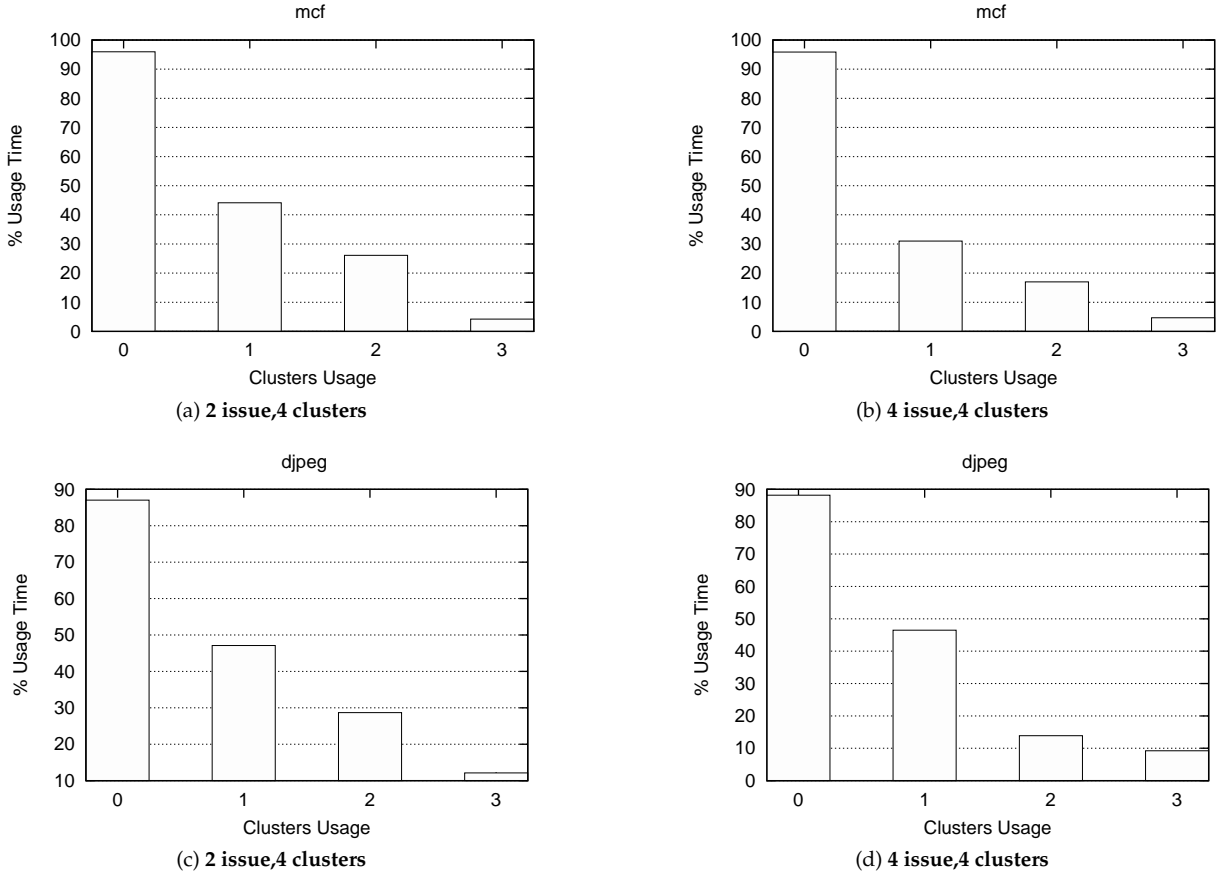 mcf
100
90
80
70
60
50
40
30
20
10
0
% Usage Time
0 1 2 3
Clusters Usage
(a) 2 issue,4 clusters
mcf
100
90
80
70
60
50
40
30
20
10
0
% Usage Time
0 1 2 3
Clusters Usage
(b) 4 issue,4 clusters
djpeg
90
80
70
60
50
40
30
20
10
% Usage Time
0 1 2 3
Clusters Usage
(c) 2 issue,4 clusters
djpeg
90
80
70
60
50
40
30
20
10
0
% Usage Time
0 1 2 3
Clusters Usage
(d) 4 issue,4 clusters